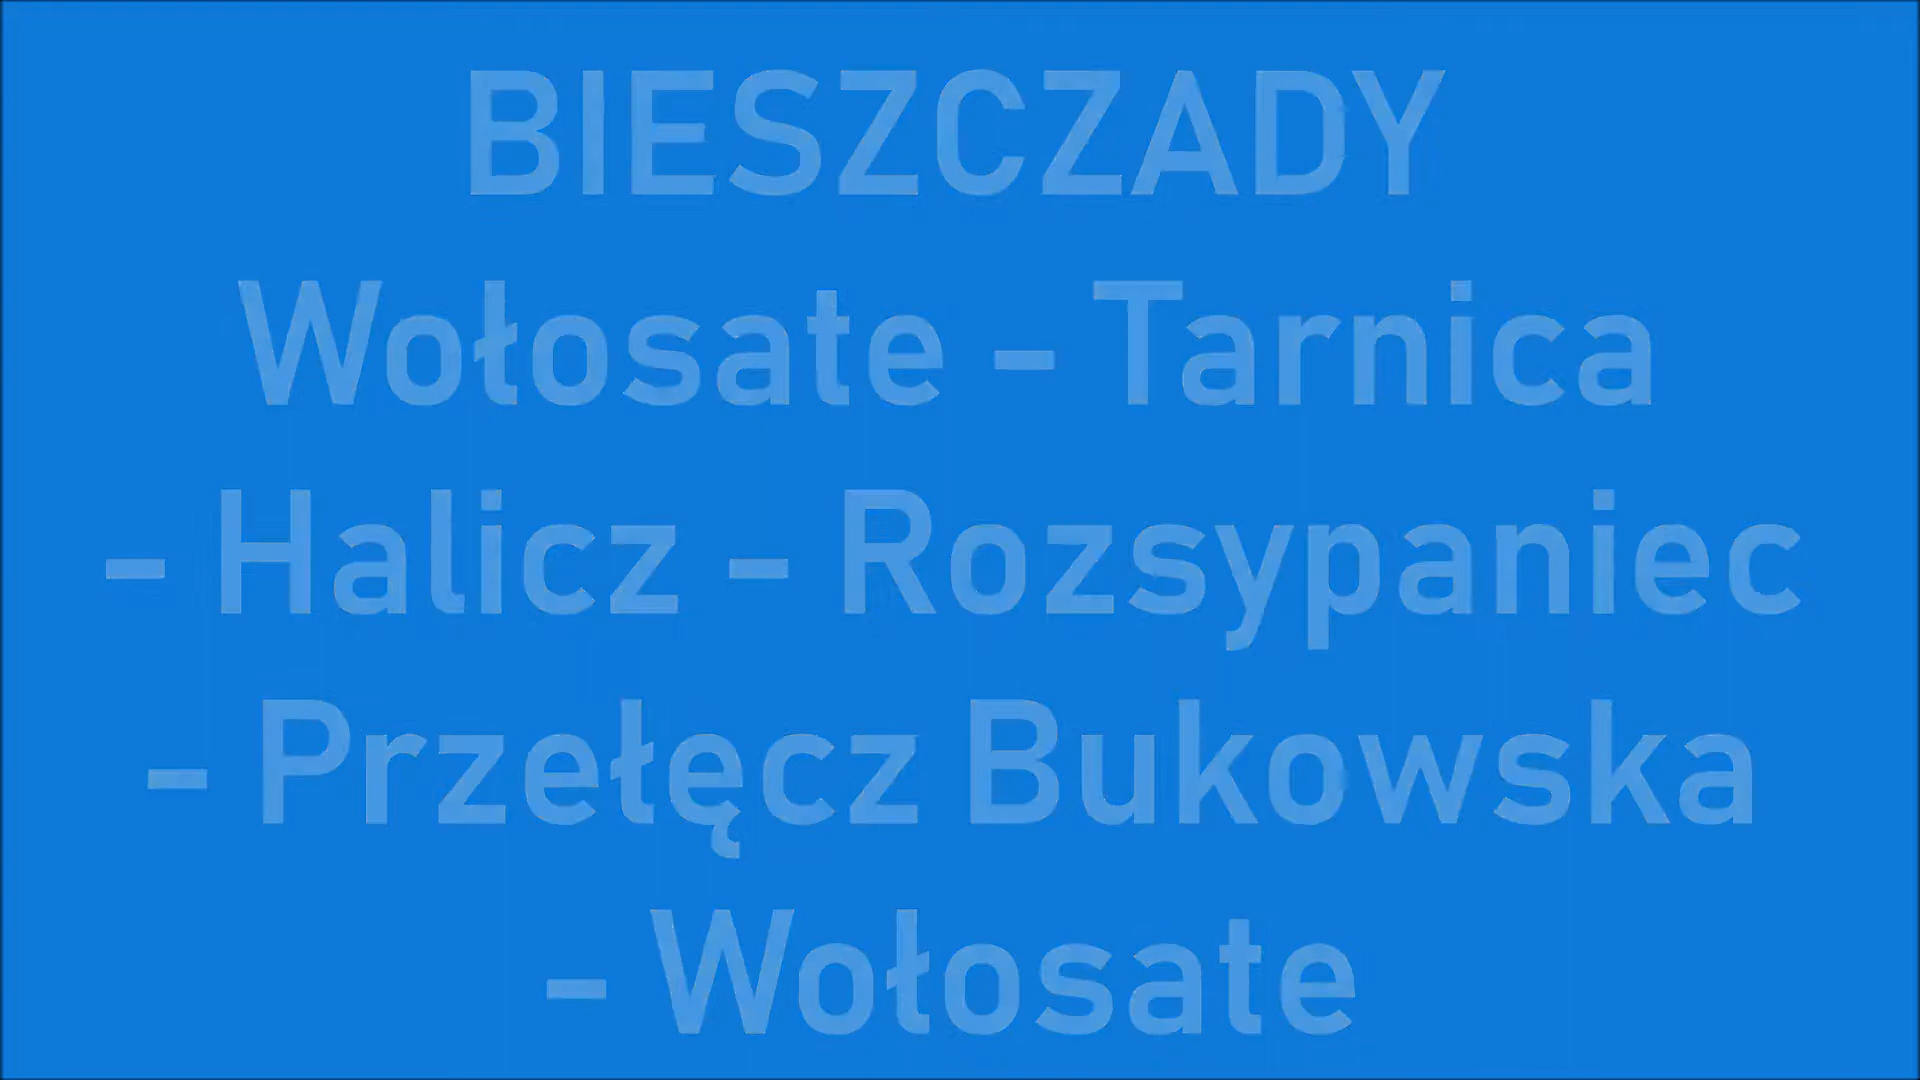 BIESZCZADY
Wołosate - Tarnica
- Halicz - Rozsypaniec
- Przełęcz Bukowska
- Wołosate